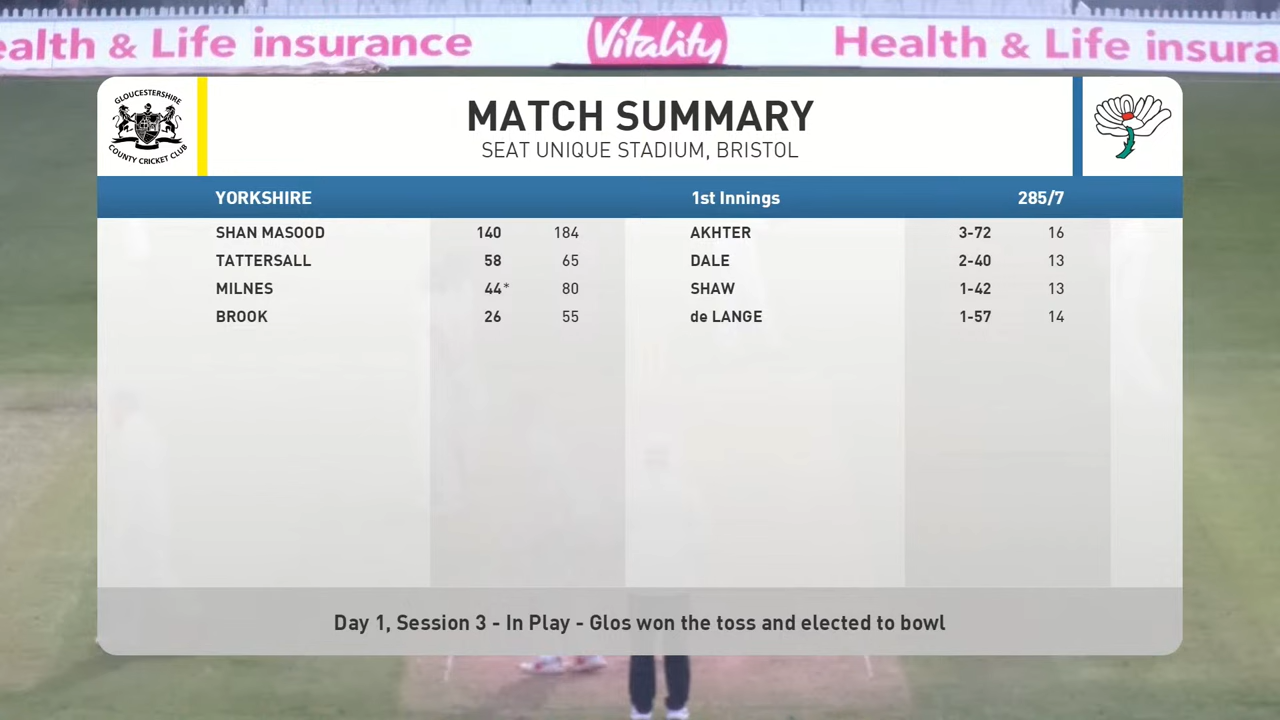 ealth & Life insurance
Vitality
Health & Life insura
GLOUCESTERSHIRE
COUNTY CRICKET CLUB
MATCH SUMMARY
SEAT UNIQUE STADIUM, BRISTOL
YORKSHIRE 1st Innings 285/7
SHAN MASOOD 140 184 AKHTER 3-72 16
TATTERSALL 58 65 DALE 2-40 13
MILNES 44* 80 SHAW 1-42 13
BROOK 26 55 de LANGE 1-57 14
Day 1, Session 3 - In Play - Glos won the toss and elected to bowl